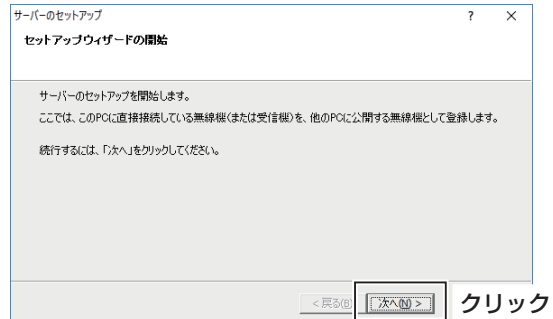 サーバーのセットアップ ? ×
セットアップウィザードの開始
サーバーのセットアップを開始します。
ここでは、このPCに直接接続している無線機(または受信機)を、他のPCに公開する無線機として登録します。
続行するには、「次へ」をクリックしてください。
< 戻る(B) 次へ(N) > クリック